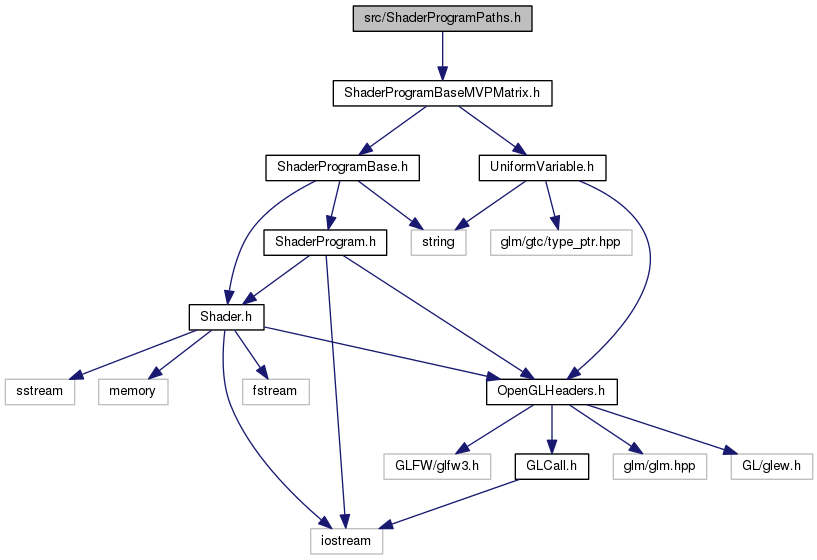 src/ShaderProgramPaths.h
ShaderProgramBaseMVPMatrix.h
ShaderProgramBase.h
UniformVariable.h
ShaderProgram.h
string
glm/gtc/type_ptr.hpp
Shader.h
sstream
memory
fstream
OpenGLHeaders.h
GLFW/glfw3.h
GLCall.h
glm/glm.hpp
GL/glew.h
iostream